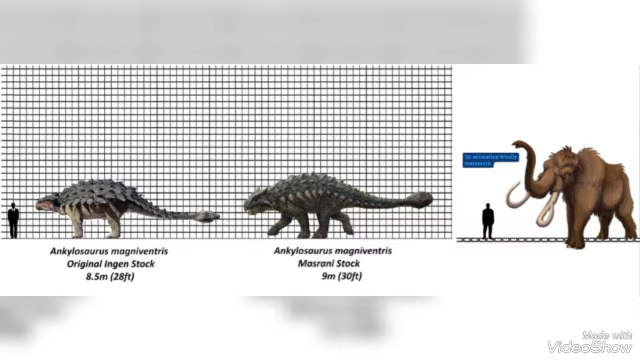 Ankylosaurus magniventris
Original Ingen Stock
8.5m (28ft)
Ankylosaurus magniventris
Masrani Stock
9m (30ft)
Made with
VideoShow